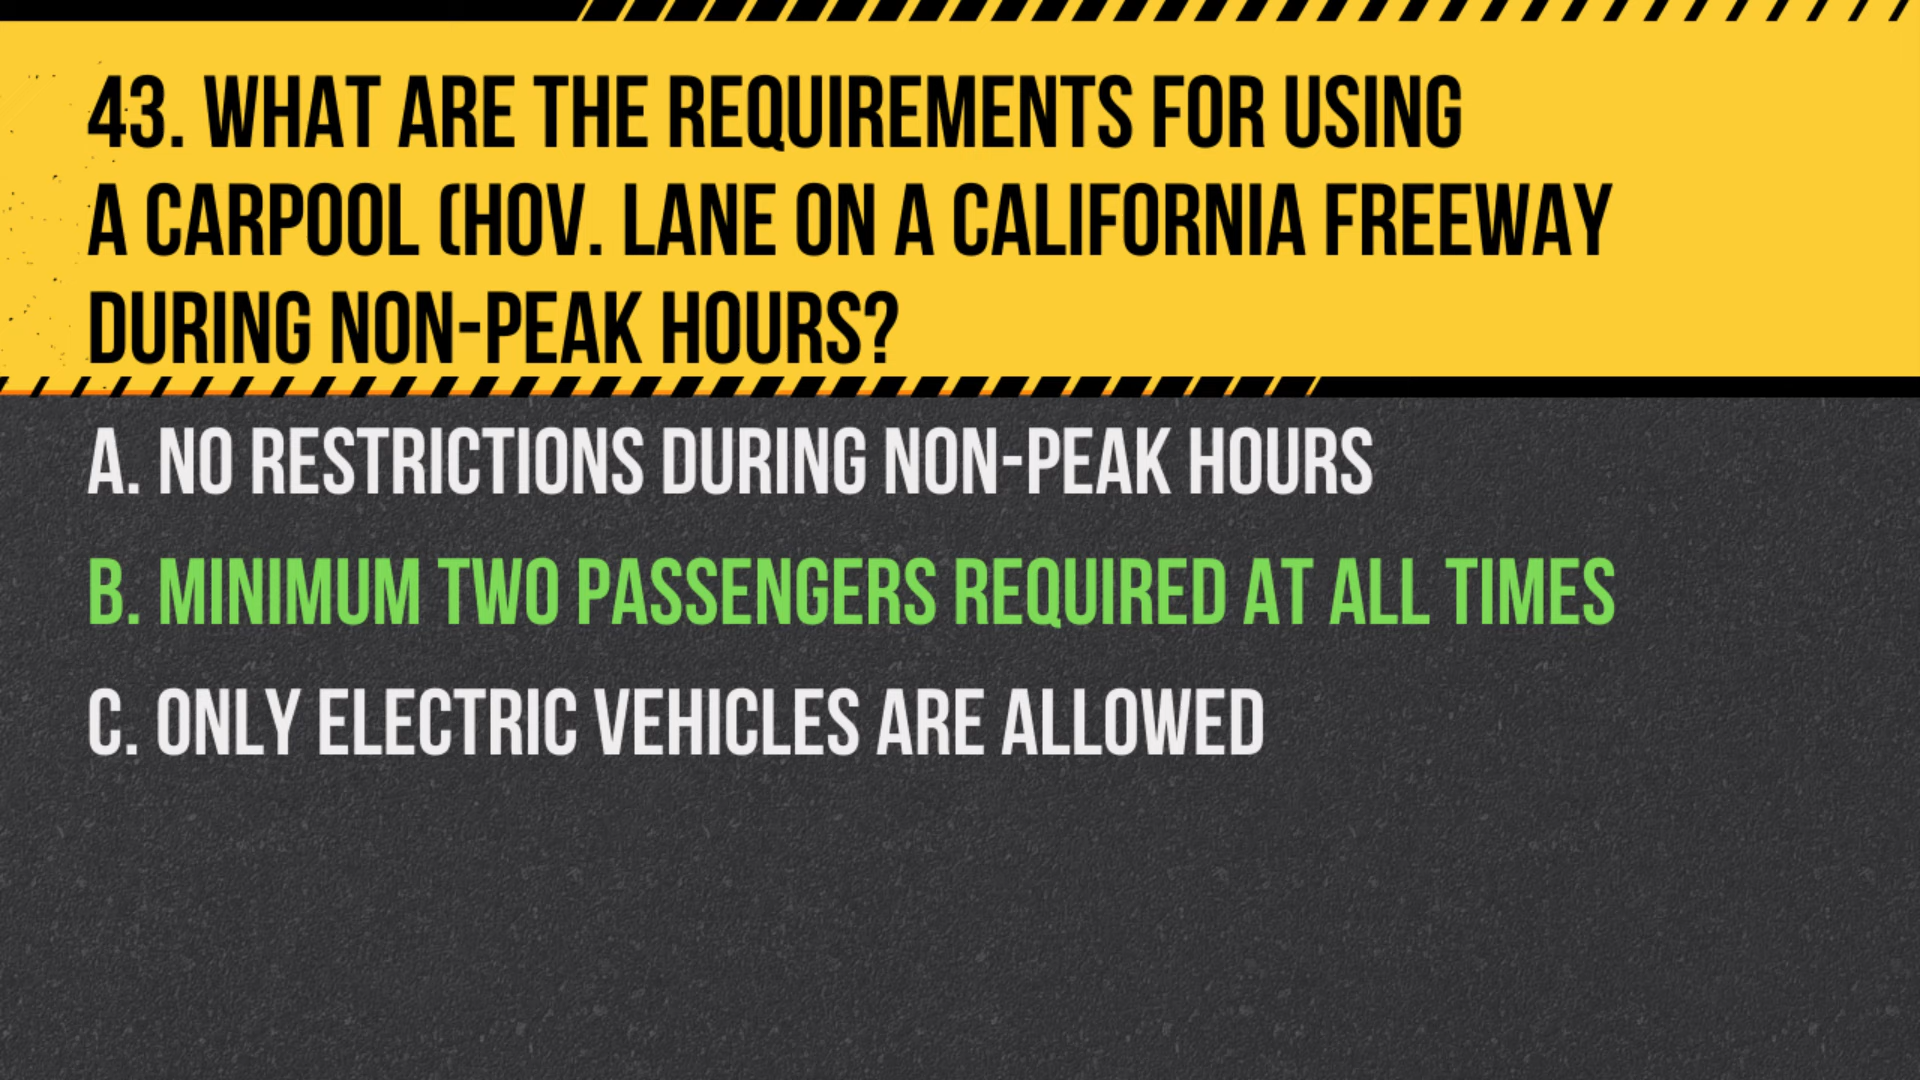 43. WHAT ARE THE REQUIREMENTS FOR USING
A CARPOOL (HOV. LANE ON A CALIFORNIA FREEWAY
DURING NON-PEAK HOURS?
A. NO RESTRICTIONS DURING NON-PEAK HOURS
B. MINIMUM TWO PASSENGERS REQUIRED AT ALL TIMES
C. ONLY ELECTRIC VEHICLES ARE ALLOWED